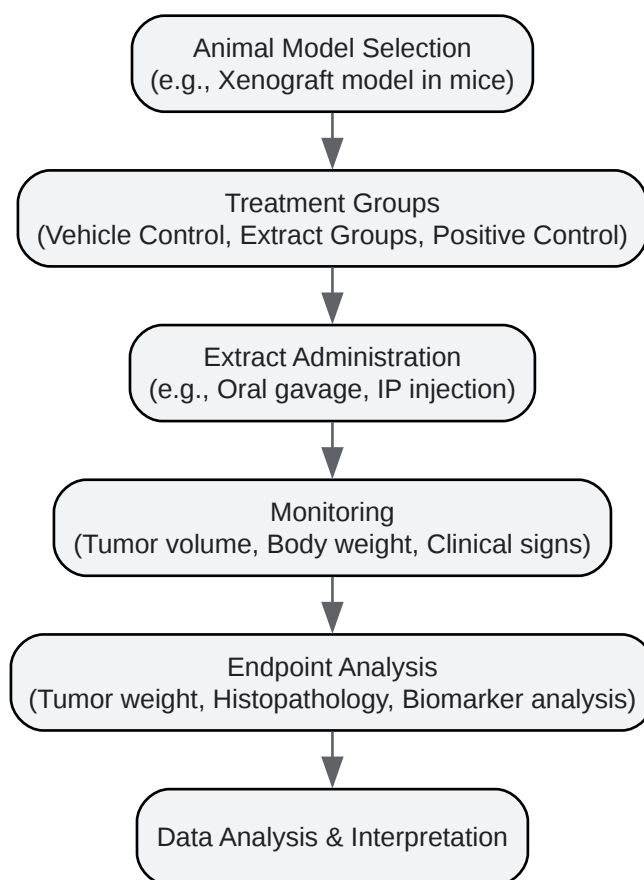 Animal Model Selection
(e.g., Xenograft model in mice)
Treatment Groups
(Vehicle Control, Extract Groups, Positive Control)
Extract Administration
(e.g., Oral gavage, IP injection)
Monitoring
(Tumor volume, Body weight, Clinical signs)
Endpoint Analysis
(Tumor weight, Histopathology, Biomarker analysis)
Data Analysis & Interpretation